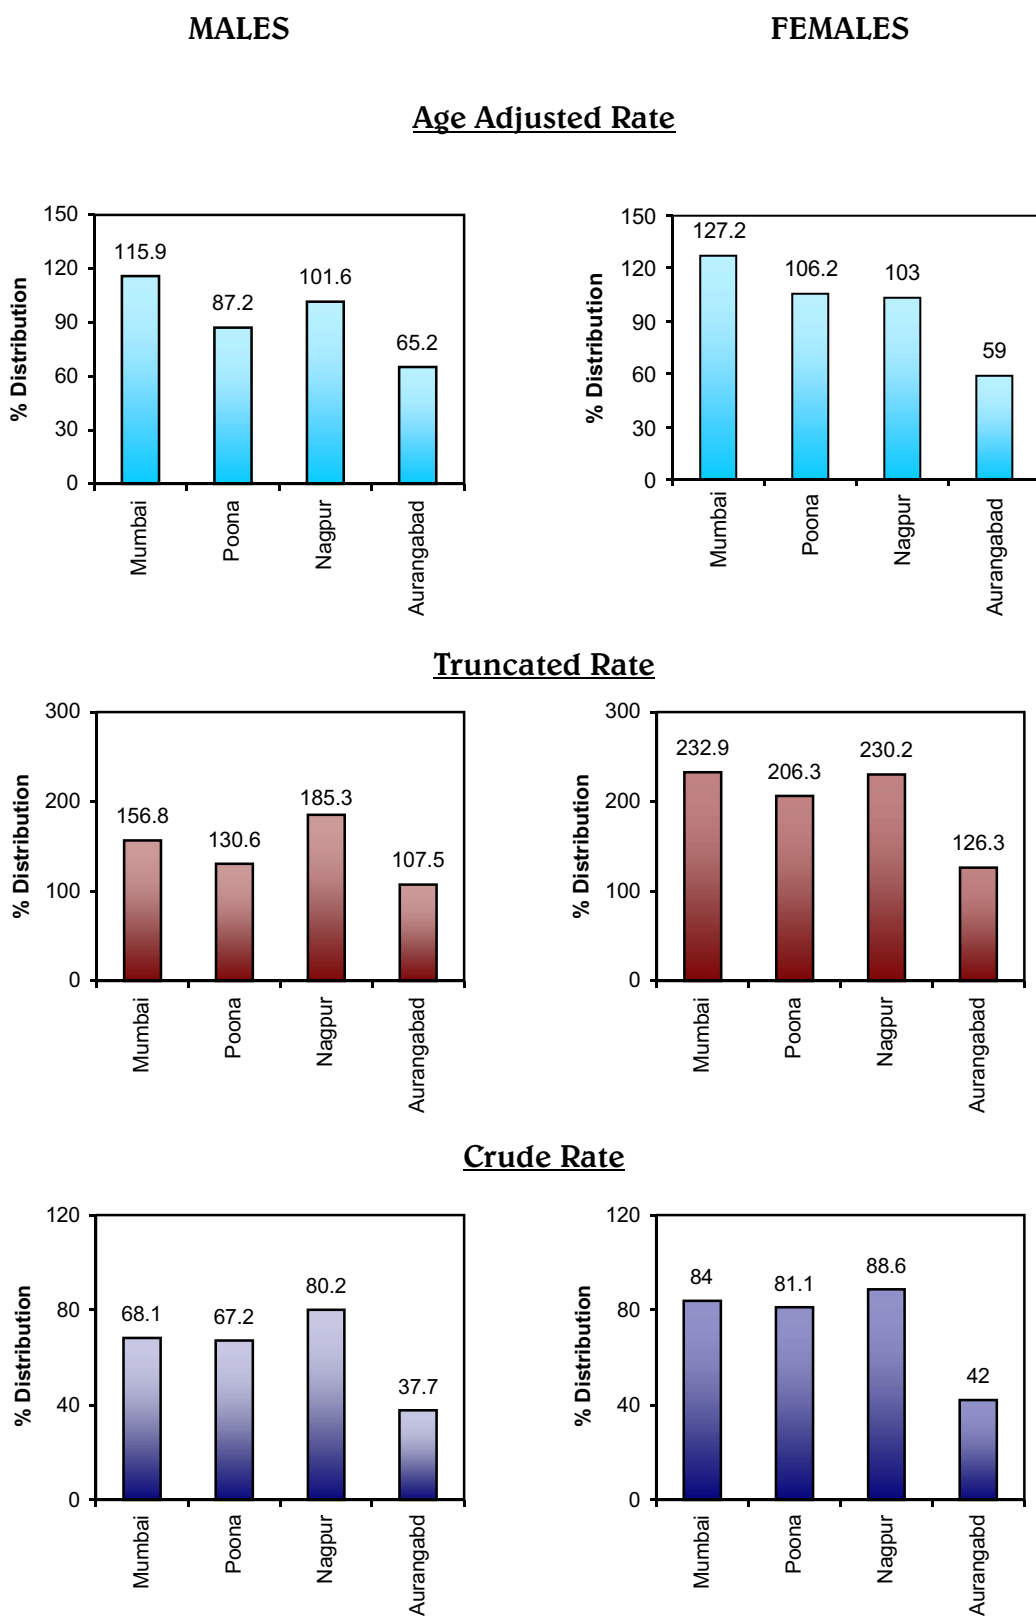 MALES FEMALES
Age Adjusted Rate
% Distribution
150
120
90
60
30
0
115.9
87.2
101.6
65.2
Mumbai
Poona
Nagpur
Aurangabad
% Distribution
150
120
90
60
30
0
127.2
106.2
103
59
Mumbai
Poona
Nagpur
Aurangabad
Truncated Rate
% Distribution
300
200
100
0
156.8
130.6
185.3
107.5
Mumbai
Poona
Nagpur
Aurangabad
% Distribution
300
200
100
0
232.9
206.3
230.2
126.3
Mumbai
Poona
Nagpur
Aurangabad
Crude Rate
% Distribution
120
80
40
0
68.1
67.2
80.2
37.7
Mumbai
Poona
Nagpur
Aurangabd
% Distribution
120
80
40
0
84
81.1
88.6
42
Mumbai
Poona
Nagpur
Aurangabad